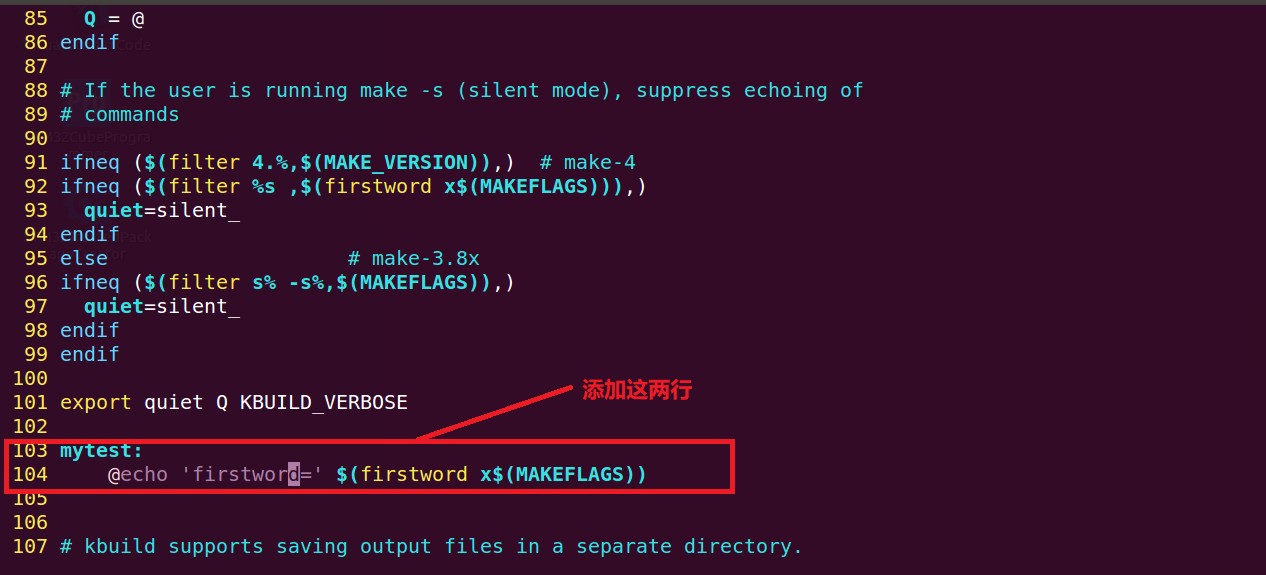 85   Q = @
86 endif
87
88 # If the user is running make -s (silent mode), suppress echoing of
89 # commands
90
91 ifneq ($(filter 4.%,$(MAKE_VERSION)),)  # make-4
92 ifneq ($(filter %s ,$(firstword x$(MAKEFLAGS))),)
93   quiet=silent_
94 endif
95 else                    # make-3.8x
96 ifneq ($(filter s% -s%,$(MAKEFLAGS)),)
97   quiet=silent_
98 endif
99 endif
100
101 export quiet Q KBUILD_VERBOSE
添加这两行
102
103 mytest:
104     @echo 'firstword=' $(firstword x$(MAKEFLAGS))
105
106
107 # kbuild supports saving output files in a separate directory.